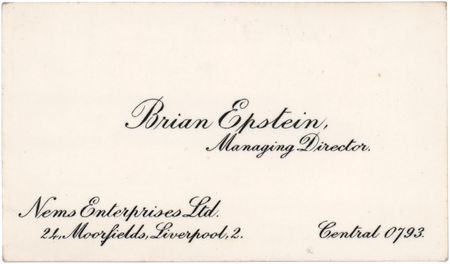 Brian Epstein,
Managing Director.
Nems Enterprises Ltd.
24, Moorfields, Liverpool, 2.
Central 0793.